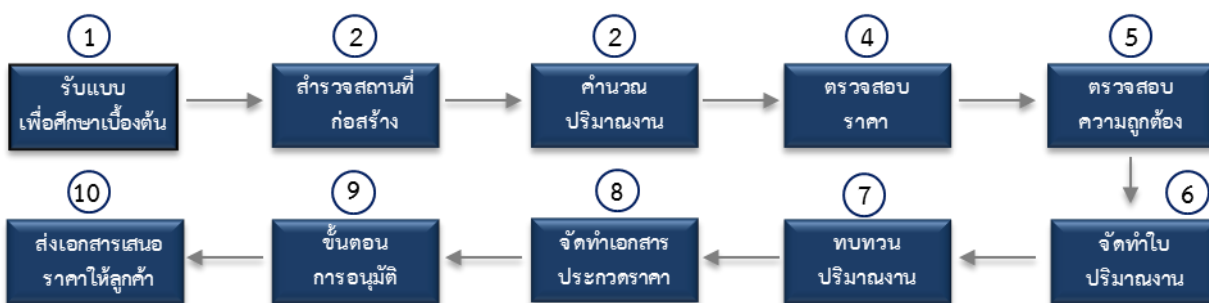 1
รับแบบ
เพื่อศึกษาเบื้องต้น
2
สำรวจสถานที่
ก่อสร้าง
2
คำนวณ
ปริมาณงาน
4
ตรวจสอบ
ราคา
5
ตรวจสอบ
ความถูกต้อง
6
จัดทำใบ
ปริมาณงาน
7
ทบทวน
ปริมาณงาน
8
จัดทำเอกสาร
ประกวดราคา
9
ขั้นตอน
การอนุมัติ
10
ส่งเอกสารเสนอ
ราคาให้ลูกค้า